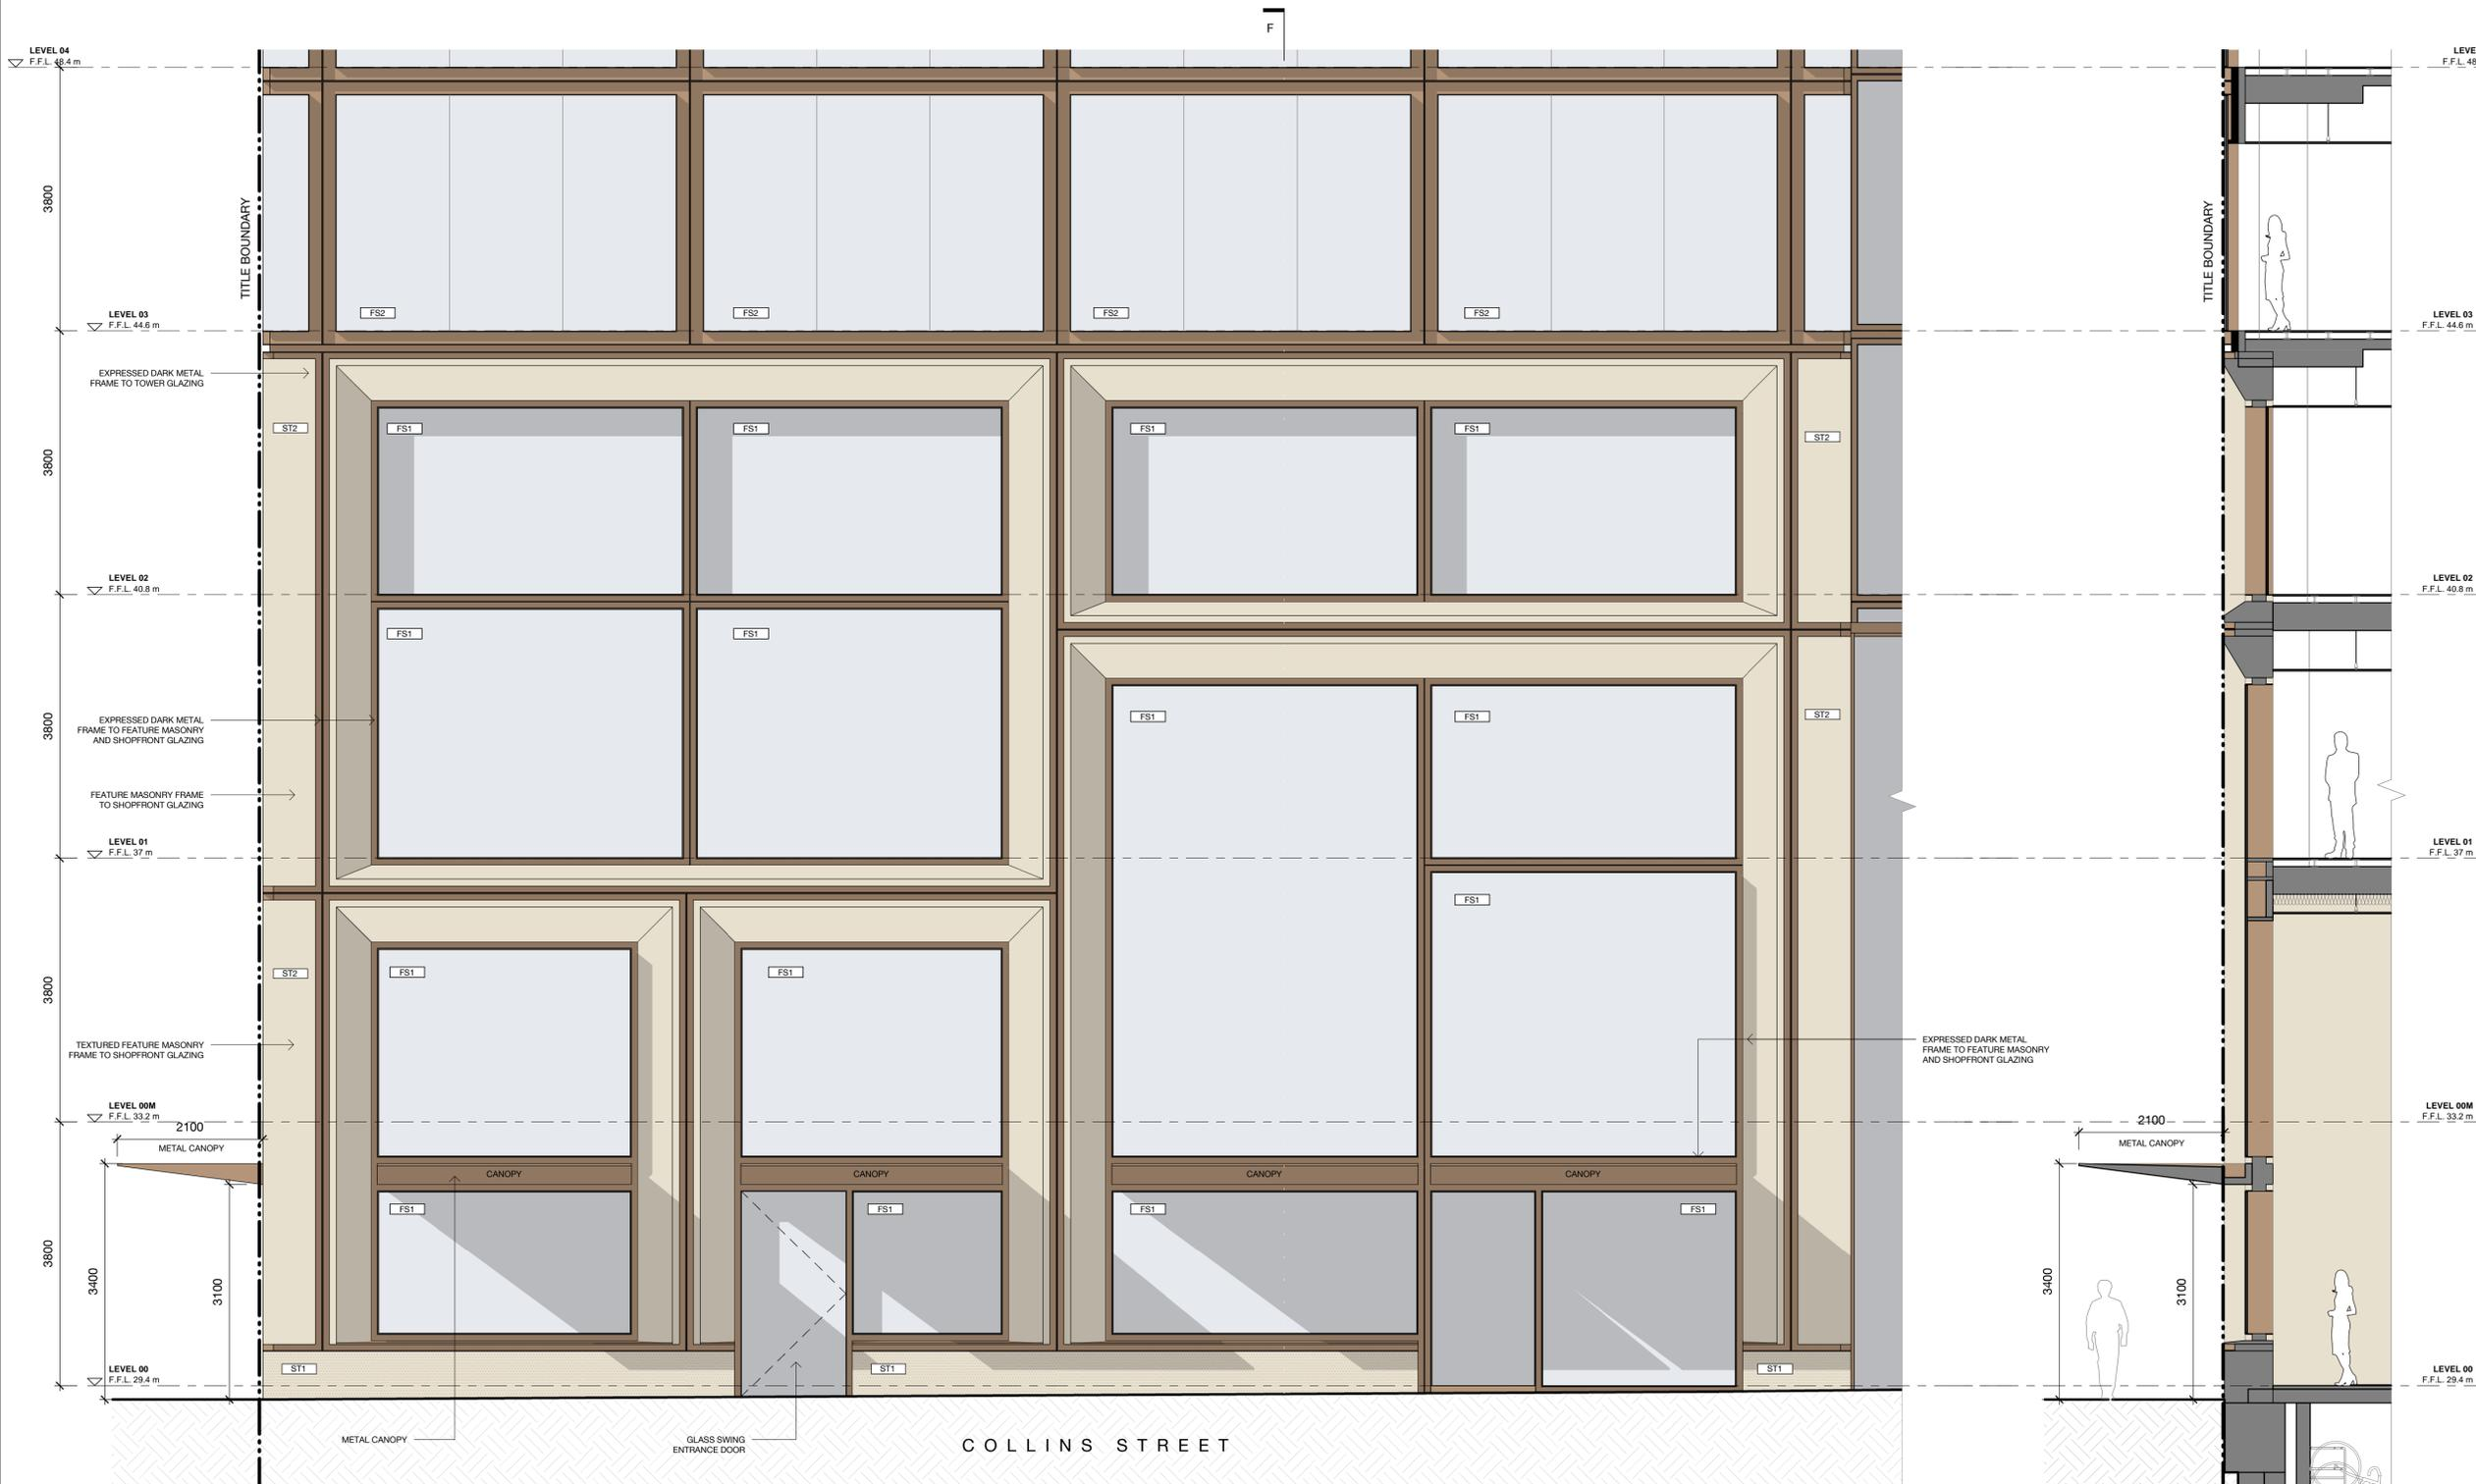 F
LEVEL 04
F.F.L. 48.4 m
LEVE
F.F.L. 48
3800
TITLE BOUNDARY
TITLE BOUNDARY
FS2
FS2
FS2
FS2
LEVEL 03
F.F.L. 44.6 m
LEVEL 03
F.F.L. 44.6 m
EXPRESSED DARK METAL
FRAME TO TOWER GLAZING
ST2
FS1
FS1
FS1
FS1
ST2
3800
LEVEL 02
F.F.L. 40.8 m
LEVEL 02
F.F.L. 40.8 m
FS1
FS1
EXPRESSED DARK METAL
FRAME TO FEATURE MASONRY
AND SHOPFRONT GLAZING
3800
FS1
FS1
ST2
FEATURE MASONRY FRAME
TO SHOPFRONT GLAZING
LEVEL 01
F.F.L. 37 m
LEVEL 01
F.F.L. 37 m
FS1
ST2
FS1
FS1
3800
TEXTURED FEATURE MASONRY
FRAME TO SHOPFRONT GLAZING
EXPRESSED DARK METAL
FRAME TO FEATURE MASONRY
AND SHOPFRONT GLAZING
LEVEL 00M
F.F.L. 33.2 m
LEVEL 00M
F.F.L. 33.2 m
2100
METAL CANOPY
2100
METAL CANOPY
CANOPY
CANOPY
CANOPY
CANOPY
FS1
FS1
FS1
FS1
3800
3400
3100
3400
3100
LEVEL 00
F.F.L. 29.4 m
LEVEL 00
F.F.L. 29.4 m
ST1
ST1
ST1
METAL CANOPY
GLASS SWING
ENTRANCE DOOR
COLLINS STREET